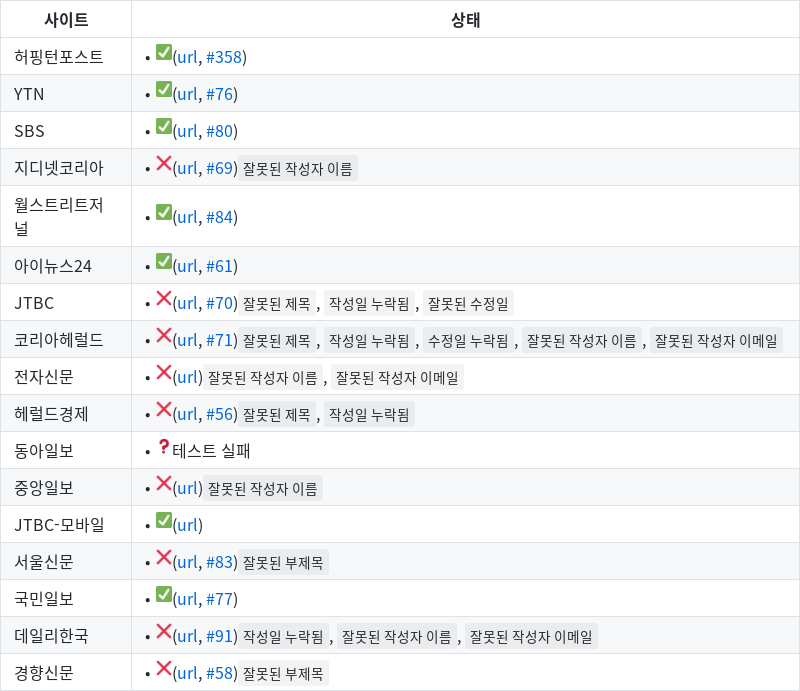 사이트 상태
허핑턴포스트 • ✅(url, #358)
YTN • ✅(url, #76)
SBS • ✅(url, #80)
지디넷코리아 • ❌(url, #69) 잘못된 작성자 이름
월스트리트저
널 • ✅(url, #84)
아이뉴스24 • ✅(url, #61)
JTBC • ❌(url, #70) 잘못된 제목 , 작성일 누락됨 , 잘못된 수정일
코리아헤럴드 • ❌(url, #71) 잘못된 제목 , 작성일 누락됨 , 수정일 누락됨 , 잘못된 작성자 이름 , 잘못된 작성자 이메일
전자신문 • ❌(url) 잘못된 작성자 이름 , 잘못된 작성자 이메일
헤럴드경제 • ❌(url, #56) 잘못된 제목 , 작성일 누락됨
동아일보 • ❓테스트 실패
중앙일보 • ❌(url) 잘못된 작성자 이름
JTBC-모바일 • ✅(url)
서울신문 • ❌(url, #83) 잘못된 부제목
국민일보 • ✅(url, #77)
데일리한국 • ❌(url, #91) 작성일 누락됨 , 잘못된 작성자 이름 , 잘못된 작성자 이메일
경향신문 • ❌(url, #58) 잘못된 부제목